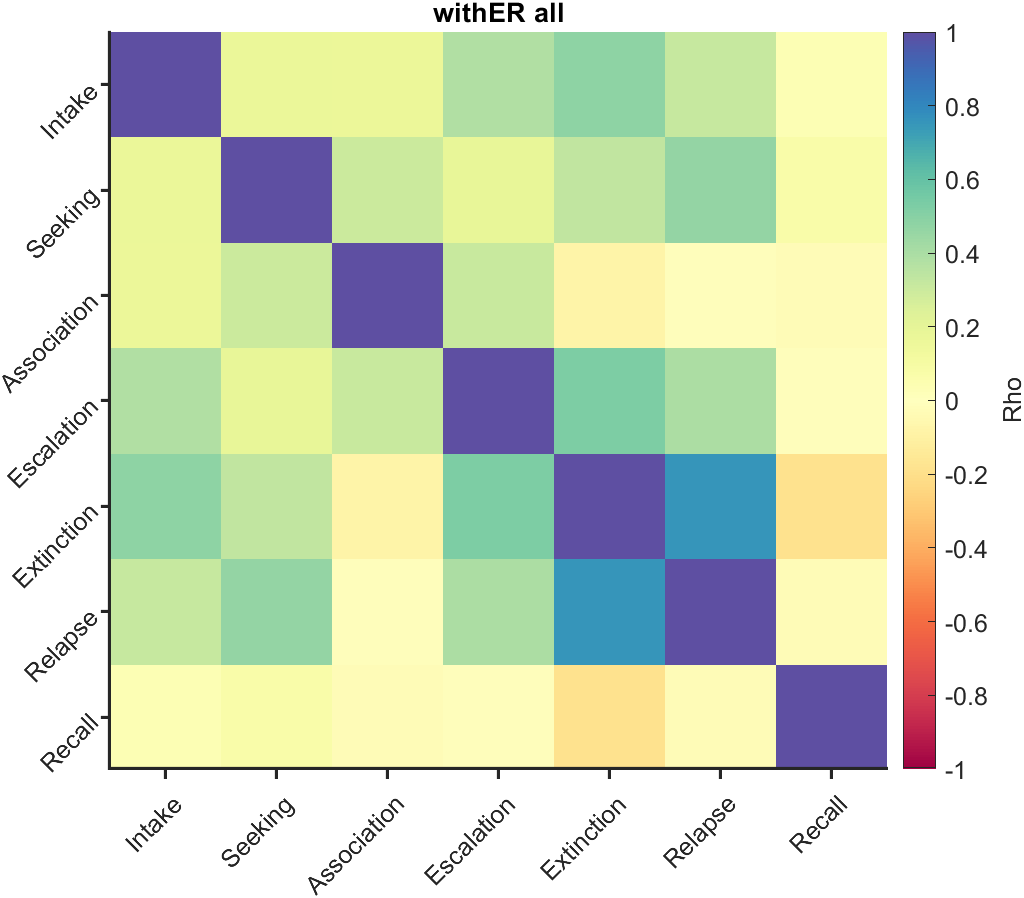 withER all
Intake
Seeking
Association
Escalation
Extinction
Relapse
Recall
Intake
Seeking
Association
Escalation
Extinction
Relapse
Recall
1
0.8
0.6
0.4
0.2
0
-0.2
-0.4
-0.6
-0.8
-1
Rho